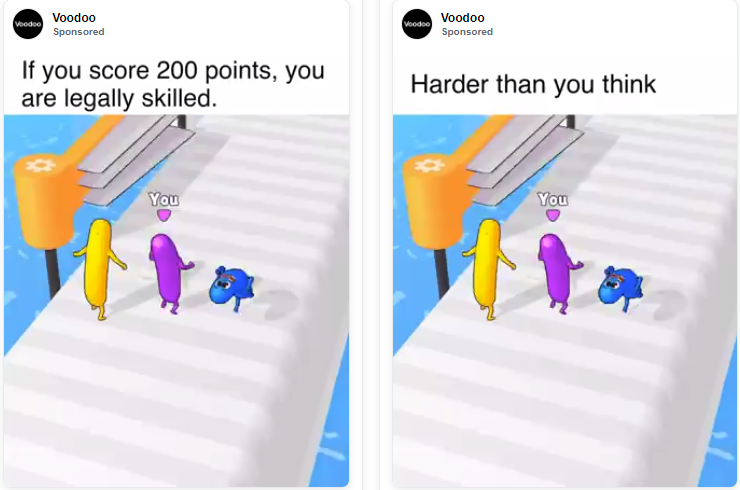 Voodoo
Voodoo
Sponsored
If you score 200 points, you
are legally skilled.
You
Voodoo
Voodoo
Sponsored
Harder than you think
You